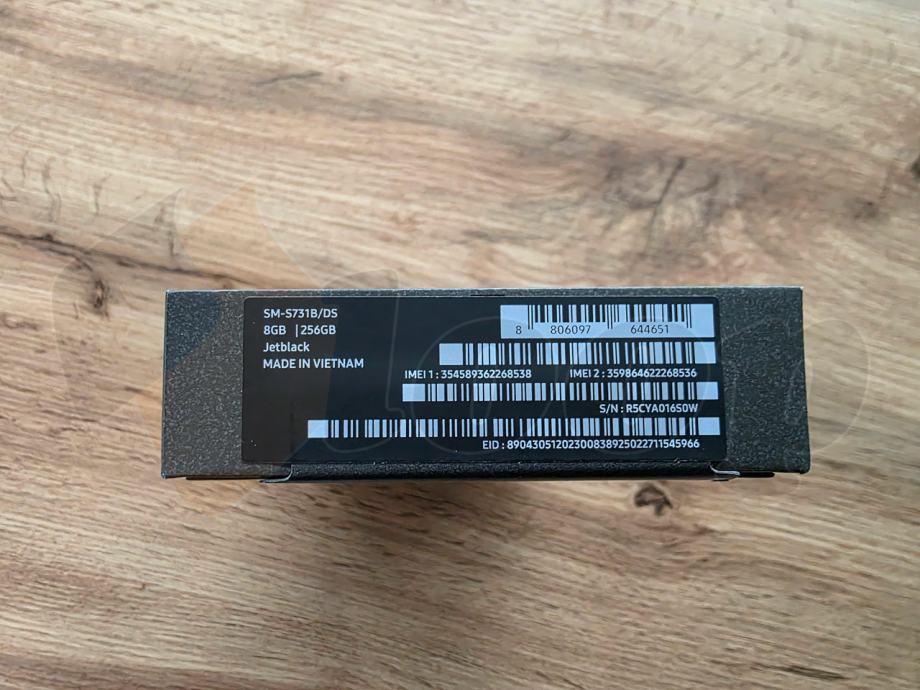 SM-S731B/DS
8GB | 256GB
Jetblack
MADE IN VIETNAM
8 806097 644651
IMEI 1 : 354589362268538 IMEI 2 : 359864622268536
S/N : R5CYA016S0W
EID : 89043051202300838925022711545966